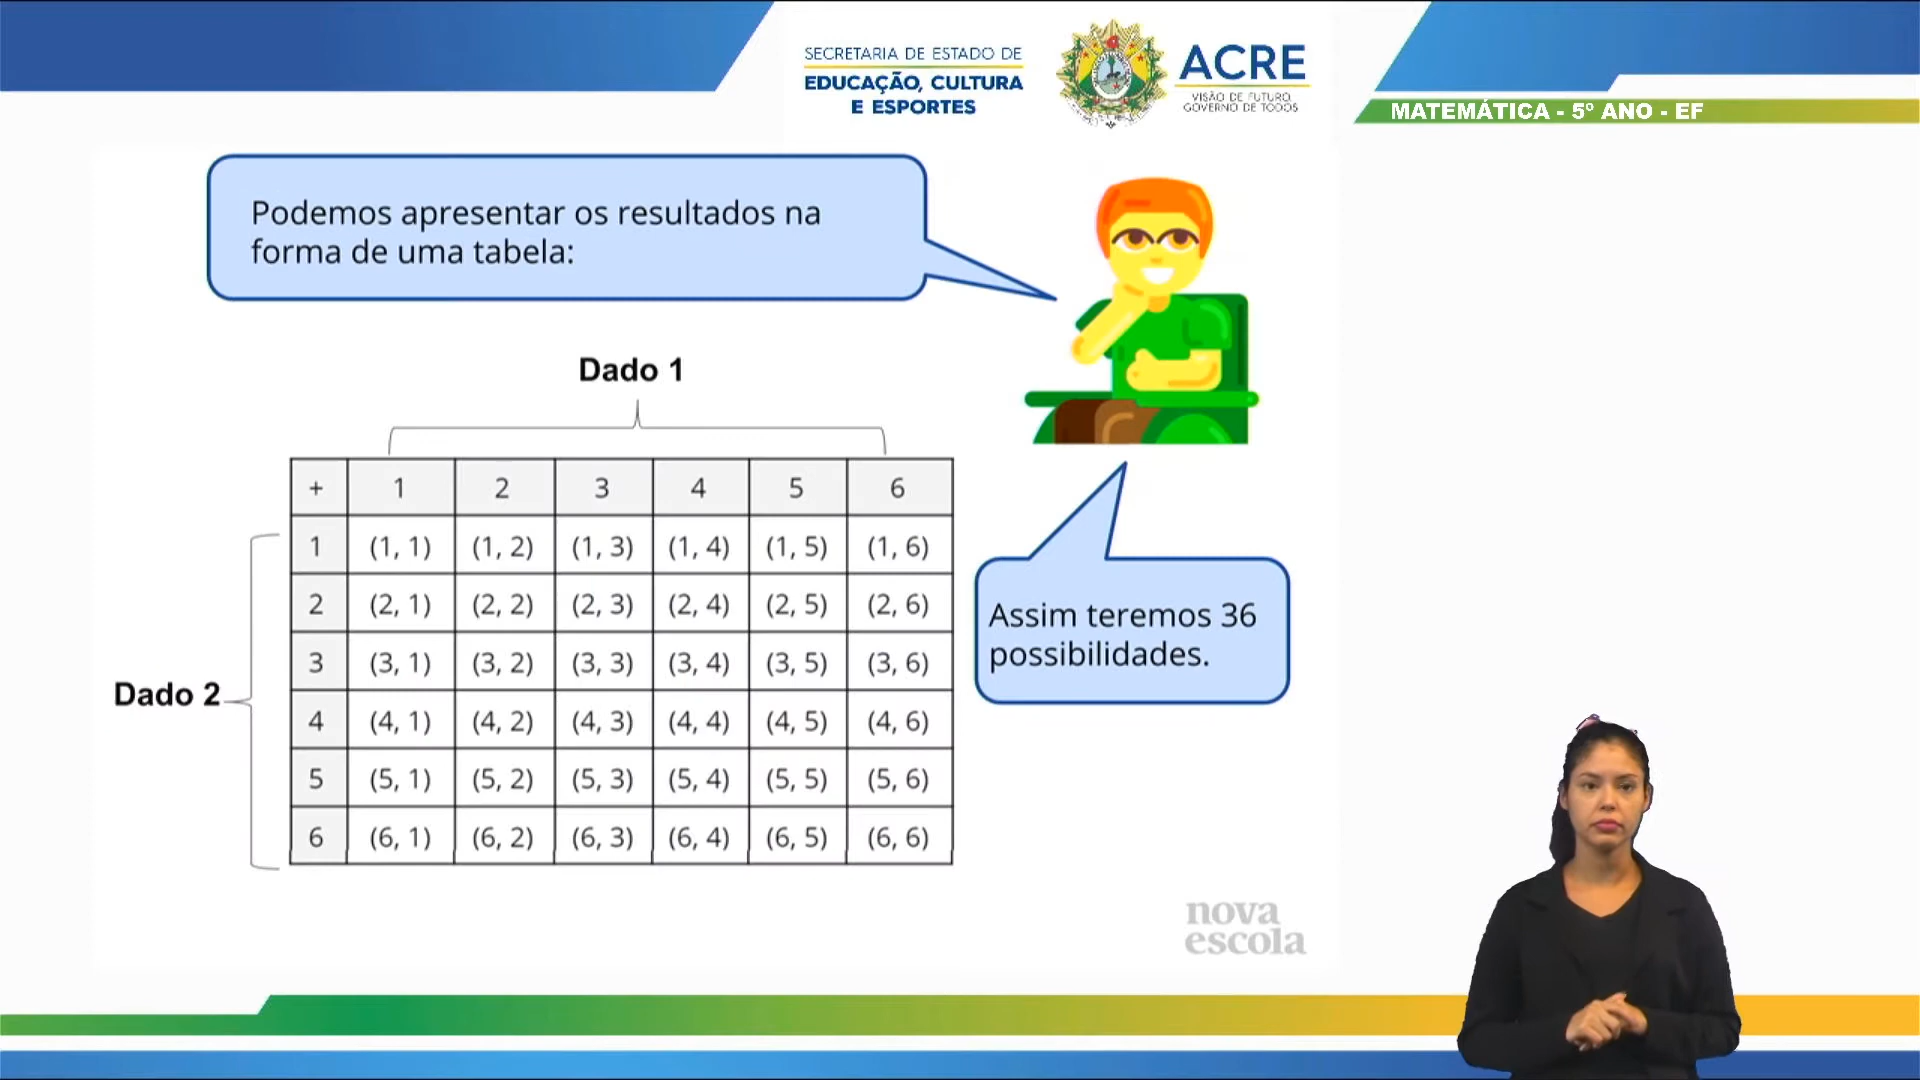 SECRETARIA DE ESTADO DE
EDUCAÇÃO, CULTURA
E ESPORTES
ACRE
VISÃO DE FUTURO,
GOVERNO DE TODOS
MATEMÁTICA - 5º ANO - EF
Podemos apresentar os resultados na
forma de uma tabela:
Dado 1
+ 1 2 3 4 5 6
1 (1, 1) (1, 2) (1, 3) (1, 4) (1, 5) (1, 6)
2 (2, 1) (2, 2) (2, 3) (2, 4) (2, 5) (2, 6)
3 (3, 1) (3, 2) (3, 3) (3, 4) (3, 5) (3, 6)
Dado 2
4 (4, 1) (4, 2) (4, 3) (4, 4) (4, 5) (4, 6)
5 (5, 1) (5, 2) (5, 3) (5, 4) (5, 5) (5, 6)
6 (6, 1) (6, 2) (6, 3) (6, 4) (6, 5) (6, 6)
Assim teremos 36
possibilidades.
nova
escola